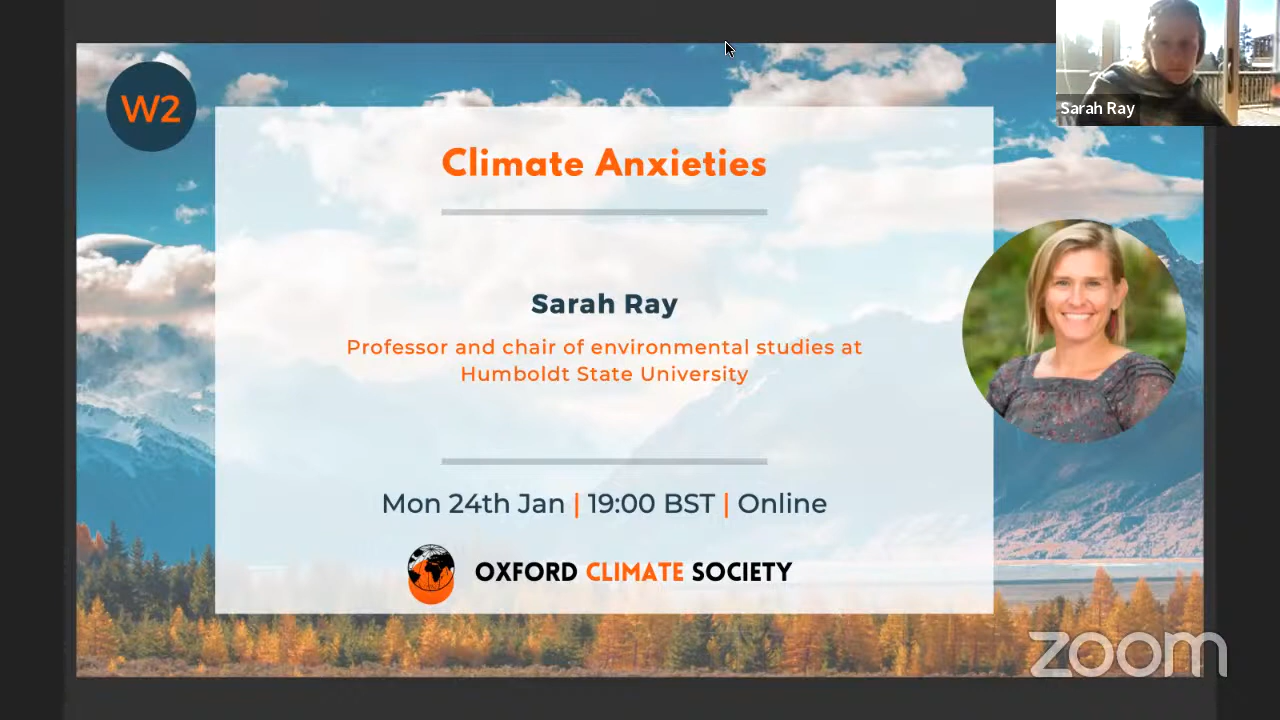 W2
Sarah Ray
Climate Anxieties
Sarah Ray
Professor and chair of environmental studies at
Humboldt State University
Mon 24th Jan | 19:00 BST | Online
OXFORD CLIMATE SOCIETY
zoom